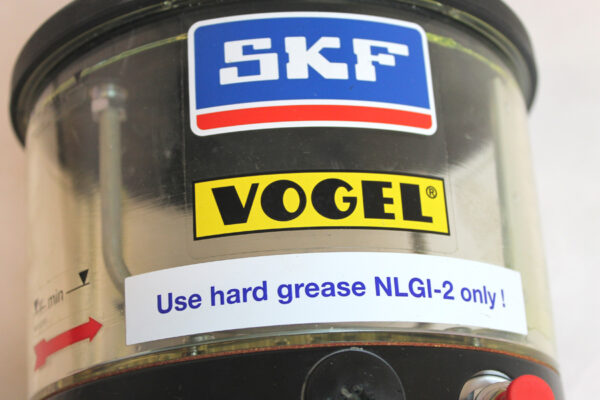 SKF
VOGEL®
min
Use hard grease NLGI-2 only !